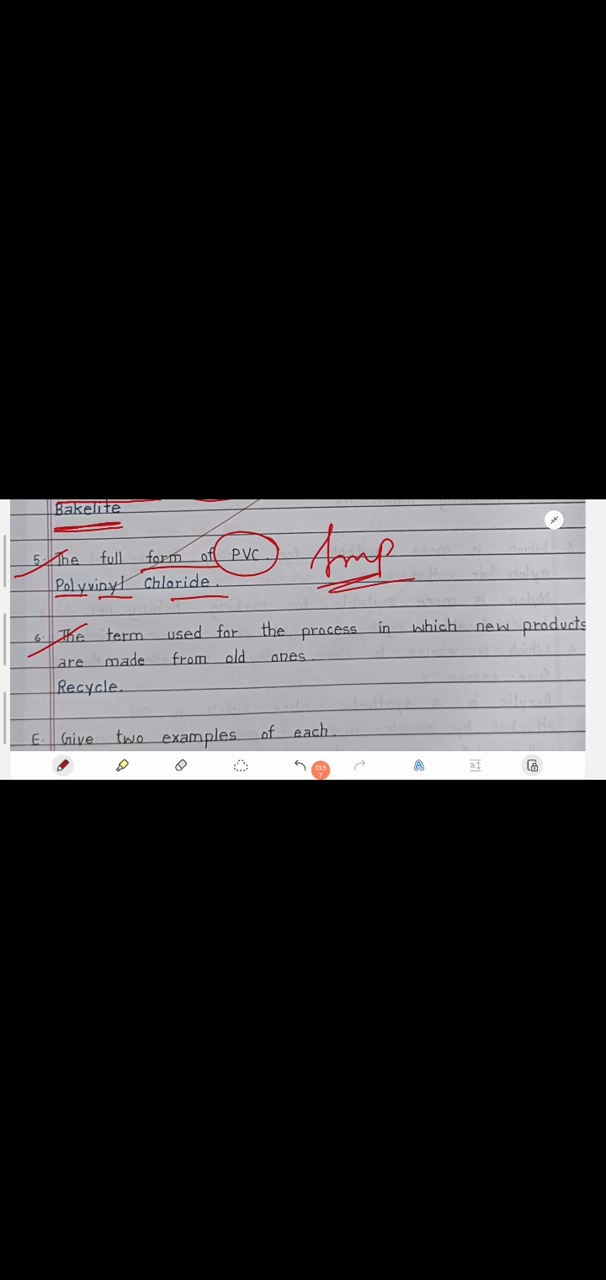 Bakelite
5. The full form of PVC. Imp
Polyvinyl Chloride.
6. The term used for the process in which new products
are made from old ones.
Recycle.
E. Give two examples of each.